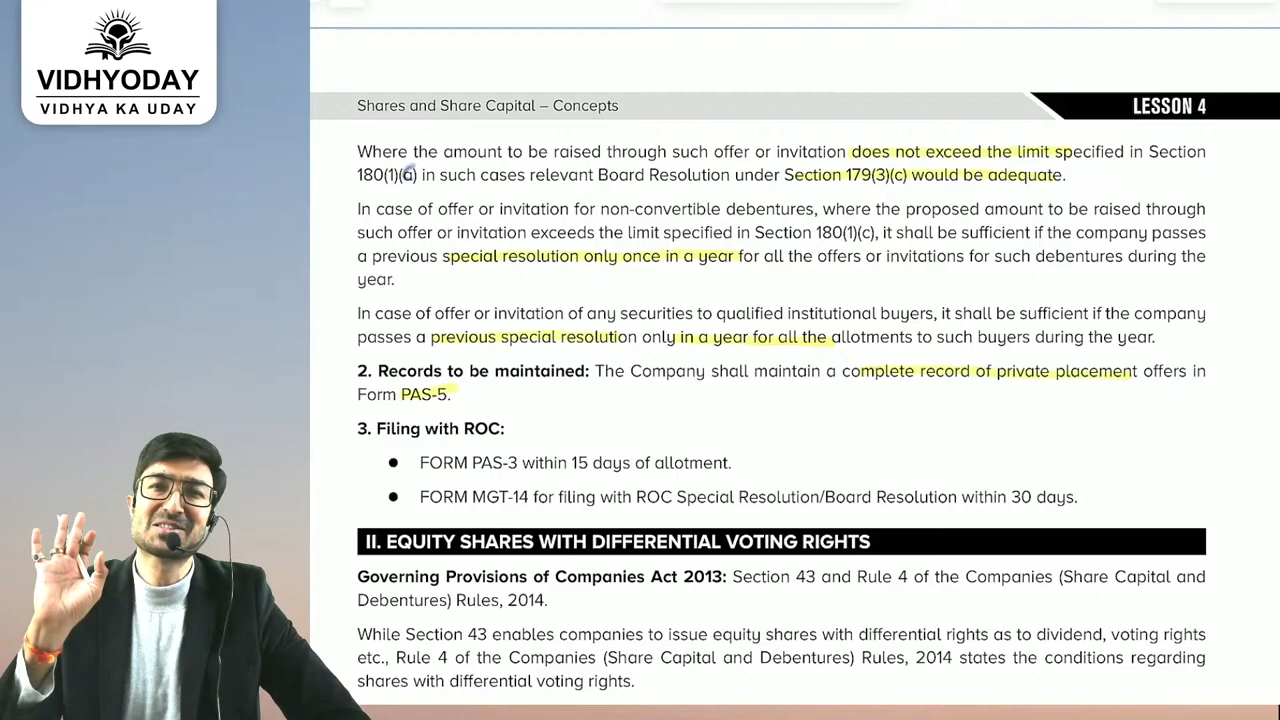 VIDHYODAY
VIDHYA KA UDAY
Shares and Share Capital – Concepts
LESSON 4
Where the amount to be raised through such offer or invitation does not exceed the limit specified in Section
180(1)(a) in such cases relevant Board Resolution under Section 179(3)(c) would be adequate.
In case of offer or invitation for non-convertible debentures, where the proposed amount to be raised through
such offer or invitation exceeds the limit specified in Section 180(1)(c), it shall be sufficient if the company passes
a previous special resolution only once in a year for all the offers or invitations for such debentures during the
year.
In case of offer or invitation of any securities to qualified institutional buyers, it shall be sufficient if the company
passes a previous special resolution only in a year for all the allotments to such buyers during the year.
2. Records to be maintained: The Company shall maintain a complete record of private placement offers in
Form PAS-5.
3. Filing with ROC:
● FORM PAS-3 within 15 days of allotment.
● FORM MGT-14 for filing with ROC Special Resolution/Board Resolution within 30 days.
II. EQUITY SHARES WITH DIFFERENTIAL VOTING RIGHTS
Governing Provisions of Companies Act 2013: Section 43 and Rule 4 of the Companies (Share Capital and
Debentures) Rules, 2014.
While Section 43 enables companies to issue equity shares with differential rights as to dividend, voting rights
etc., Rule 4 of the Companies (Share Capital and Debentures) Rules, 2014 states the conditions regarding
shares with differential voting rights.